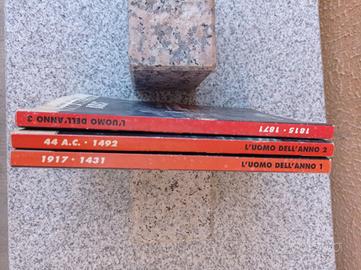 L'UOMO DELL'ANNO 3 1815 · 1871
44 A.C. · 1492 L'UOMO DELL'ANNO 2
1917 · 1431 L'UOMO DELL'ANNO 1